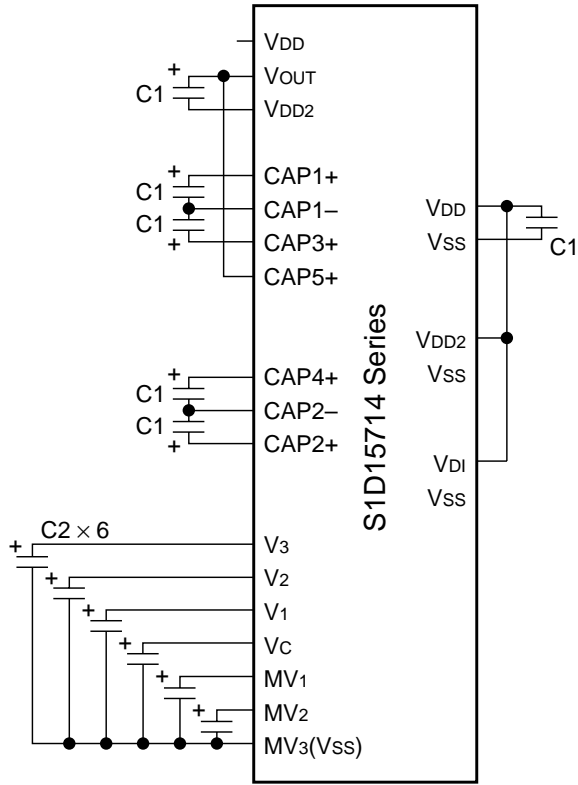 VDD
+
VOUT
C1
VDD2
+
CAP1+
C1
CAP1–
C1
CAP3+
+
CAP5+
CAP4+
+
C1
CAP2–
C1
CAP2+
+
C2 × 6
+
V3
+
V2
+
V1
+
VC
+
MV1
+
MV2
MV3(VSS)
S1D15714 Series
VDD
VSS
C1
VDD2
VSS
VDI
VSS